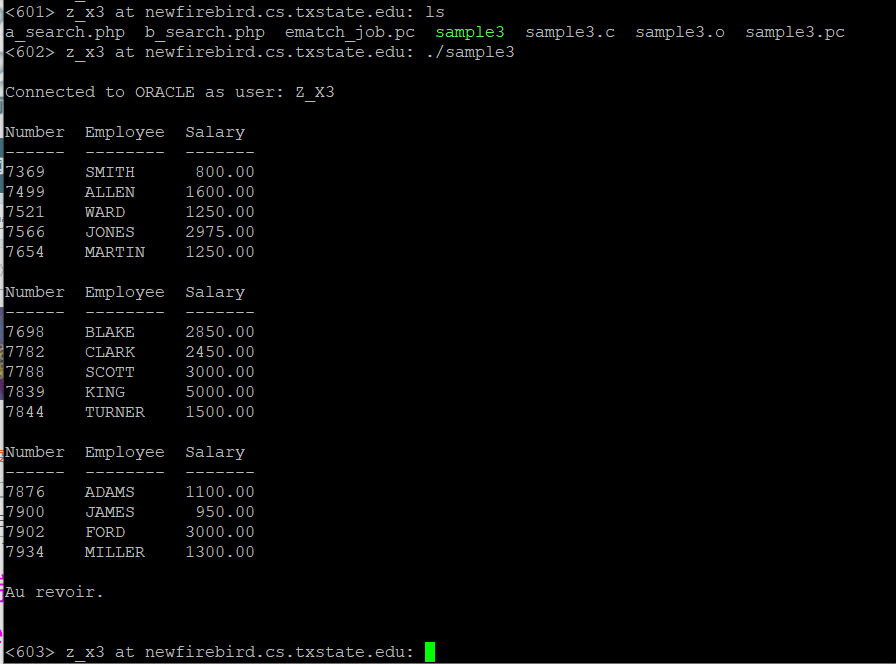 <601> z_x3 at newfirebird.cs.txstate.edu: ls
a_search.php  b_search.php  ematch_job.pc  sample3  sample3.c  sample3.o  sample3.pc
<602> z_x3 at newfirebird.cs.txstate.edu: ./sample3
Connected to ORACLE as user: Z_X3
Number  Employee  Salary
------  --------  -------
7369    SMITH      800.00
7499    ALLEN     1600.00
7521    WARD      1250.00
7566    JONES     2975.00
7654    MARTIN    1250.00
Number  Employee  Salary
------  --------  -------
7698    BLAKE     2850.00
7782    CLARK     2450.00
7788    SCOTT     3000.00
7839    KING      5000.00
7844    TURNER    1500.00
Number  Employee  Salary
------  --------  -------
7876    ADAMS     1100.00
7900    JAMES      950.00
7902    FORD      3000.00
7934    MILLER    1300.00
Au revoir.
<603> z_x3 at newfirebird.cs.txstate.edu: